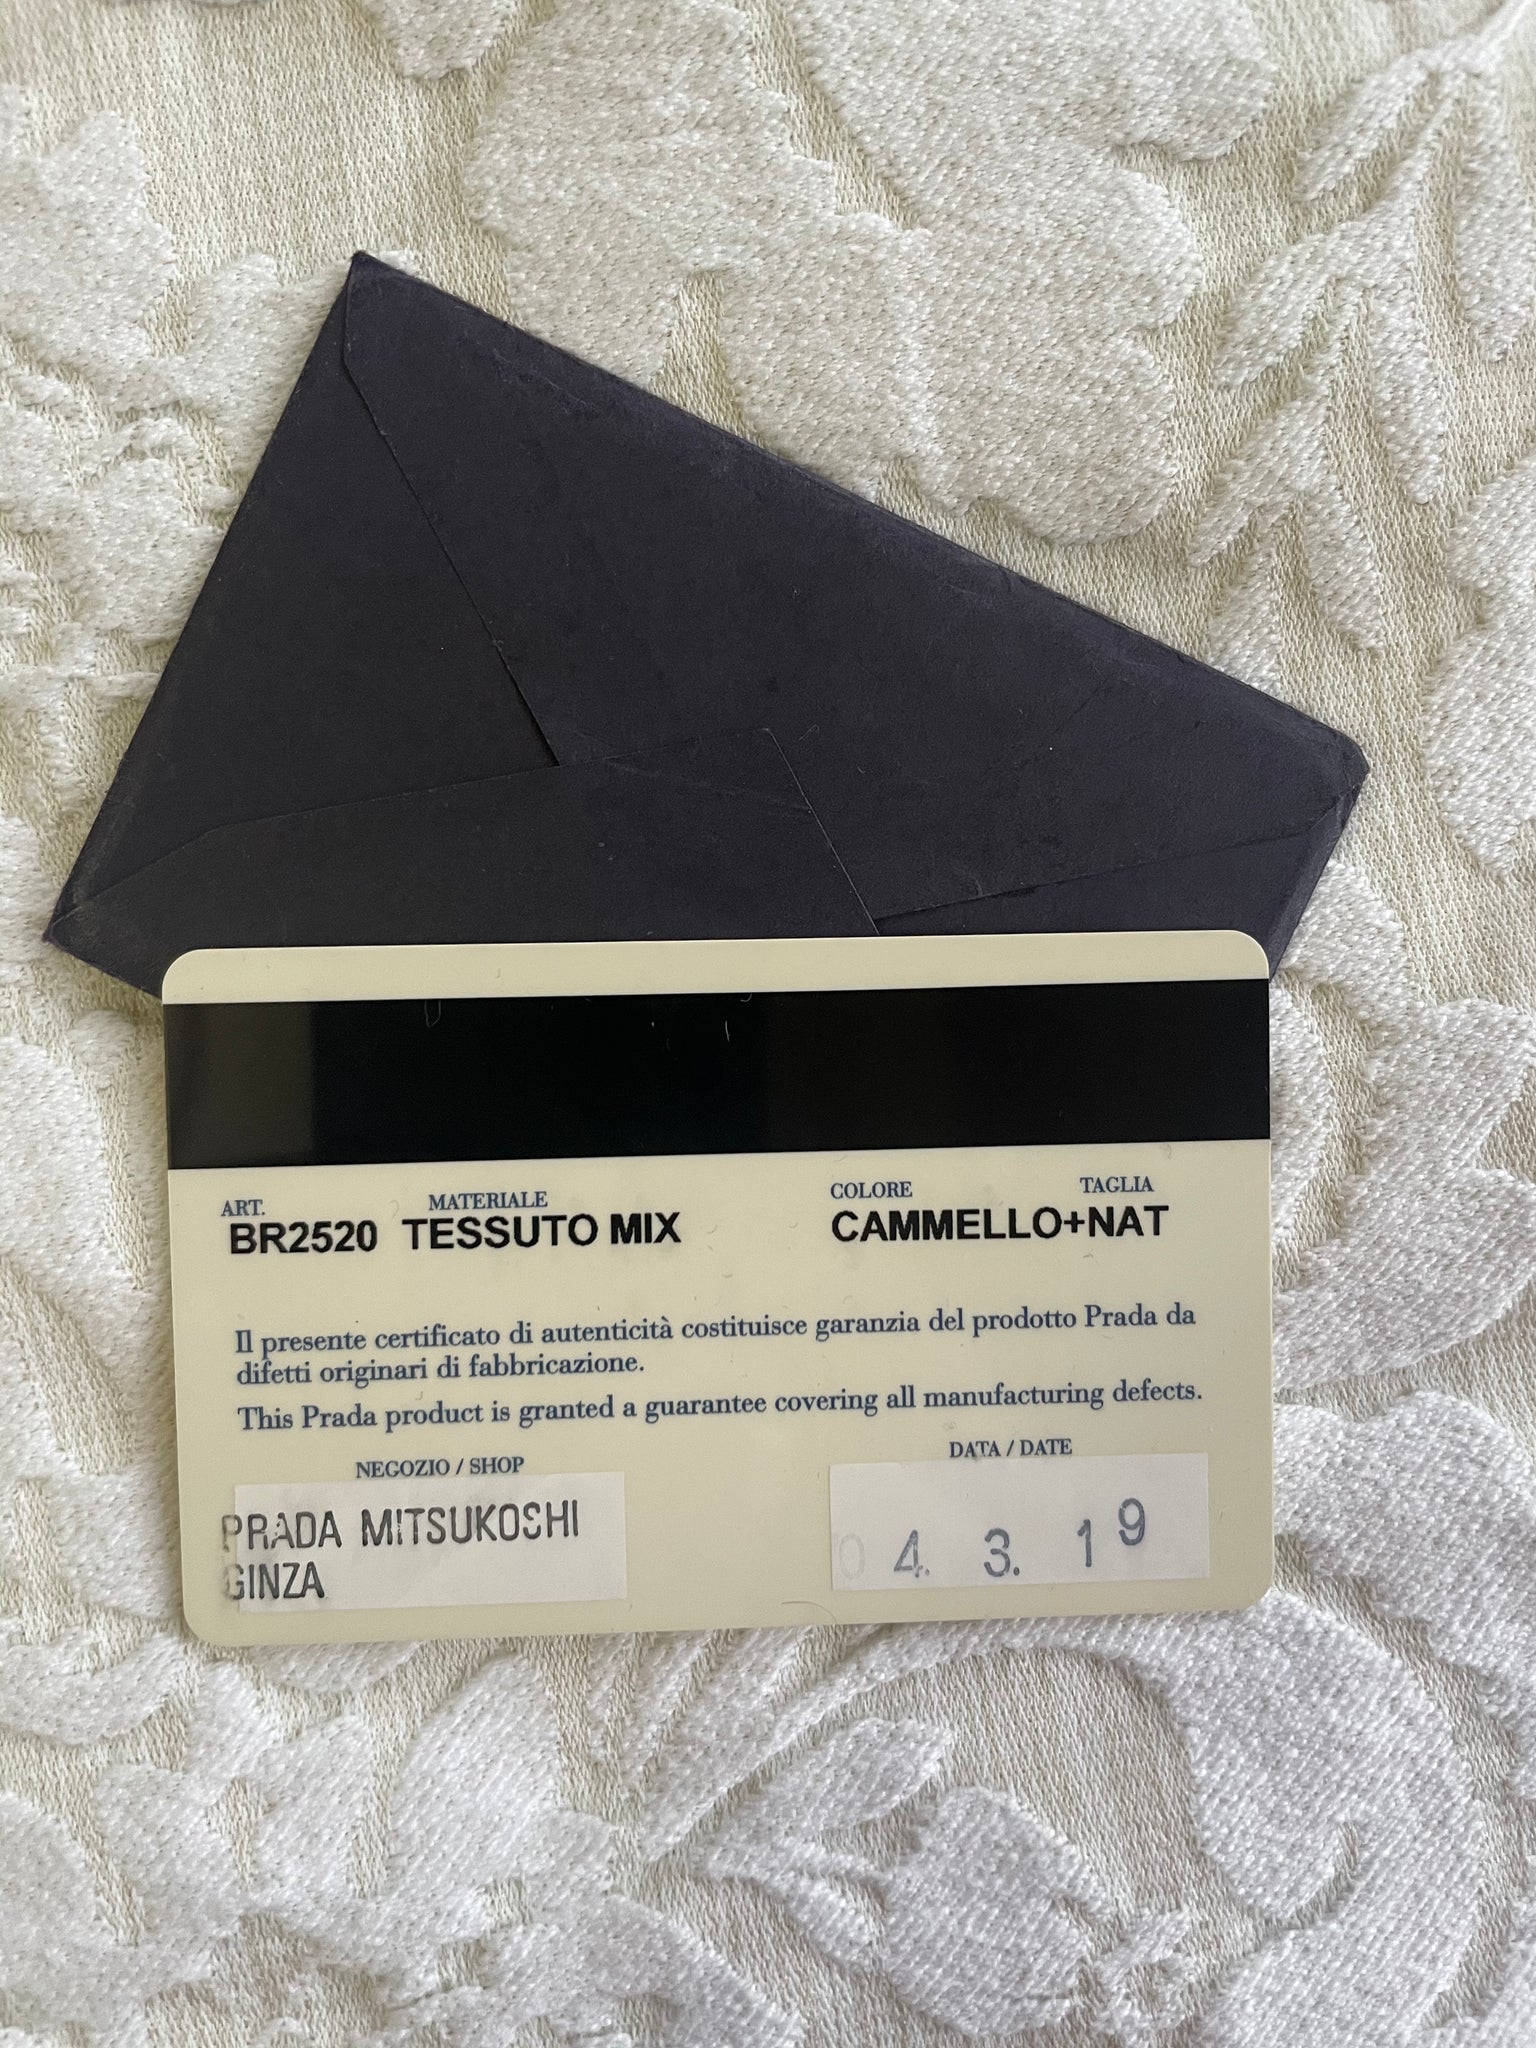 ART. MATERIALE COLORE TAGLIA
BR2520 TESSUTO MIX CAMMELLO+NAT
Il presente certificato di autenticità costituisce garanzia del prodotto Prada da
difetti originari di fabbricazione.
This Prada product is granted a guarantee covering all manufacturing defects.
NEGOZIO / SHOP DATA / DATE
PRADA MITSUKOSHI
GINZA
04. 3. 19